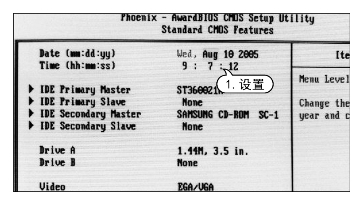 Phoenix - AwardBIOS CMOS Setup Utility
Standard CMOS Features
Date (mm:dd:yy) Wed, Aug 10 2005
Time (hh:mm:ss) 9 : 7 : 12
1. 设置
IDE Primary Master
IDE Primary Slave None
IDE Secondary Master SAMSUNG CD-ROM SC-1
IDE Secondary Slave None
Drive A 1.44M, 3.5 in.
Drive B None
Video EGA/VGA
Ite
Menu Level
Change the
year and c